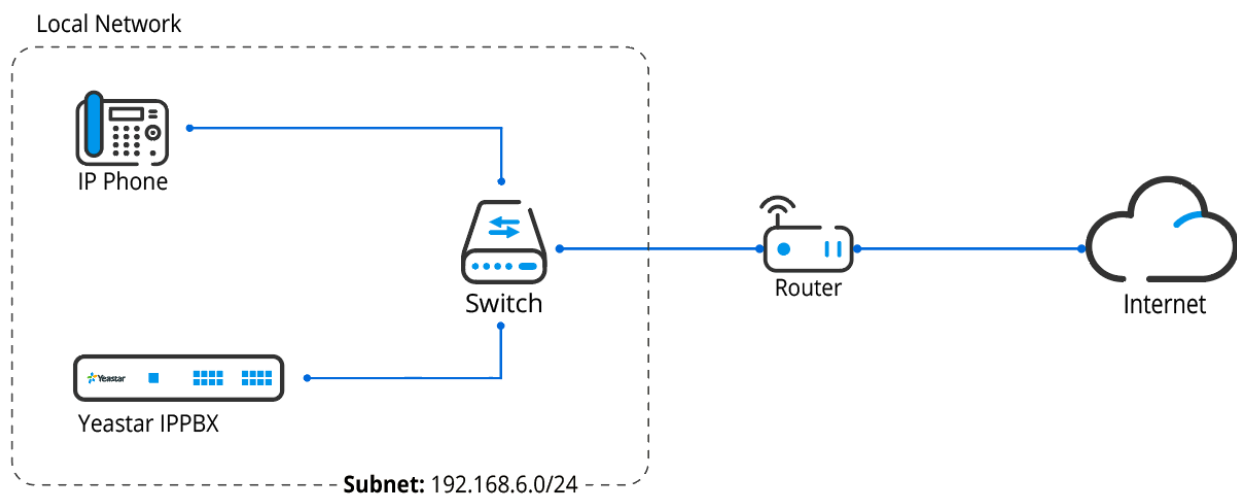 Local Network
IP Phone
Switch
Router
Internet
Yeastar
Yeastar IPPBX
Subnet: 192.168.6.0/24